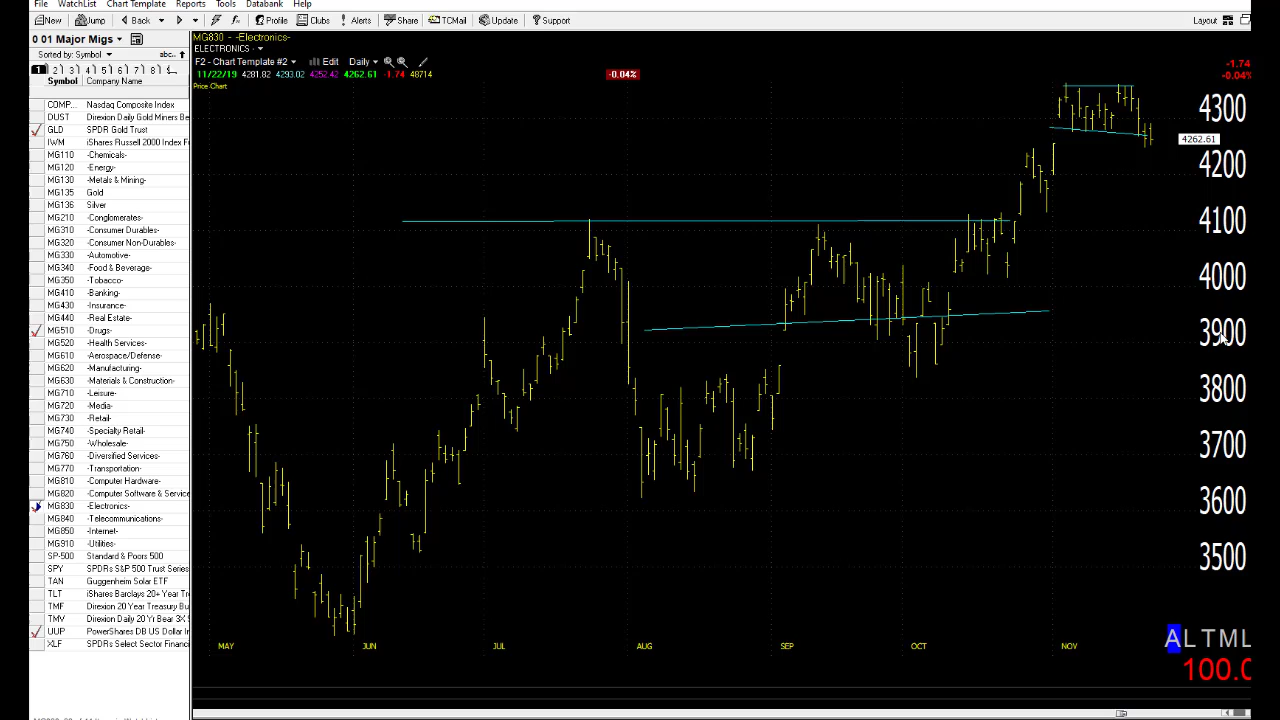 File WatchList Chart Template Reports Tools Databank Help
New Jump Back Profile Clubs Alerts Share TCMail Update Support Layout
0 01 Major Migs
Sorted by: Symbol abc..
1 2 3 4 5 6 7 8
Symbol Company Name
COMP... Nasdaq Composite Index
DUST Direxion Daily Gold Miners Be
GLD SPDR Gold Trust
IWM iShares Russell 2000 Index F
MG110 -Chemicals-
MG120 -Energy-
MG130 -Metals & Mining-
MG135 Gold
MG136 Silver
MG210 -Conglomerates-
MG310 -Consumer Durables-
MG320 -Consumer Non-Durables-
MG330 -Automotive-
MG340 -Food & Beverage-
MG350 -Tobacco-
MG410 -Banking-
MG430 -Insurance-
MG440 -Real Estate-
MG510 -Drugs-
MG520 -Health Services-
MG610 -Aerospace/Defense-
MG620 -Manufacturing-
MG630 -Materials & Construction-
MG710 -Leisure-
MG720 -Media-
MG730 -Retail-
MG740 -Specialty Retail-
MG750 -Wholesale-
MG760 -Diversified Services-
MG770 -Transportation-
MG810 -Computer Hardware-
MG820 -Computer Software & Service
MG830 -Electronics-
MG840 -Telecommunications-
MG850 -Internet-
MG910 -Utilities-
SP-500 Standard & Poors 500
SPY SPDRs S&P 500 Trust Series
TAN Guggenheim Solar ETF
TLT iShares Barclays 20+ Year Tr
TMF Direxion 20 Year Treasury Bu
TMV Direxion Daily 20 Yr Bear 3X
UUP PowerShares DB US Dollar In
XLF SPDRs Select Sector Financi
MG830 - -Electronics-
ELECTRONICS -
F2 - Chart Template #2 Edit Daily
11/22/19 4281.82 4293.02 4252.42 4262.61 -1.74 48714 -0.04%
Price Chart
-1.74
-0.04%
4300
4262.61
4200
4100
4000
3900
3800
3700
3600
3500
MAY JUN JUL AUG SEP OCT NOV
ALTML
100.0